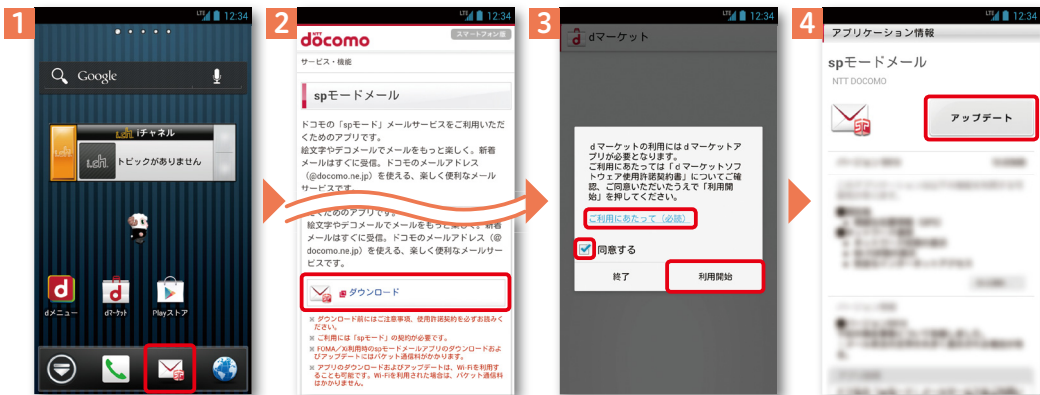 1
LTE 12:34
Google
i.ch. iチャネル
i.ch.
i.ch. トピックがありません
dメニュー
dマーケット
Playストア
2
LTE 12:34
NTT
döcomo
スマートフォン版
サービス・機能
spモードメール
ドコモの「spモード」メールサービスをご利用いただ
くためのアプリです。
絵文字やデコメールでメールをもっと楽しく。新着
メールはすぐに受信。ドコモのメールアドレス
(@docomo.ne.jp)を使える、楽しく便利なメール
サービスです。
くためのアプリです。
絵文字やデコメールでメールをもっと楽しく。新着
メールはすぐに受信。ドコモのメールアドレス(@
docomo.ne.jp)を使える、楽しく便利なメールサー
ビスです。
ダウンロード
※ ダウンロード前にはご注意事項、使用許諾契約を必ずお読みく
ださい。
※ ご利用には「spモード」の契約が必要です。
※ FOMA/Xi利用時のspモードメールアプリのダウンロードおよ
びアップデートにはパケット通信料がかかります。
※ アプリのダウンロードおよびアップデートは、Wi-Fiを利用す
ることも可能です。Wi-Fiを利用された場合は、パケット通信料
はかかりません。
3
LTE 12:34
dマーケット
dマーケットの利用にはdマーケットア
プリが必要となります。
ご利用にあたっては「dマーケットソフ
トウェア使用許諾契約書」についてご確
認、ご同意いただいたうえで「利用開
始」を押してください。
ご利用にあたって(必読)
同意する
終了
利用開始
4
LTE 12:34
アプリケーション情報
spモードメール
NTT DOCOMO
アップデート